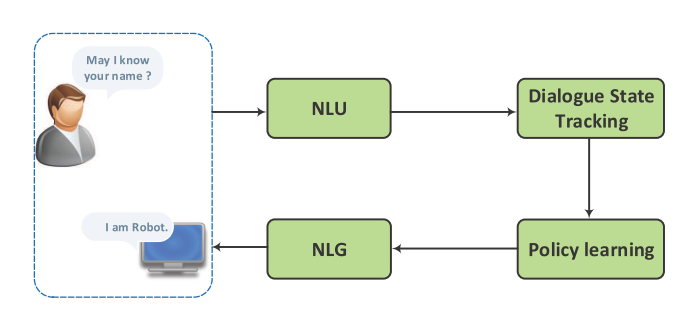 May I know
your name ?
NLU
Dialogue State
Tracking
I am Robot.
NLG
Policy learning